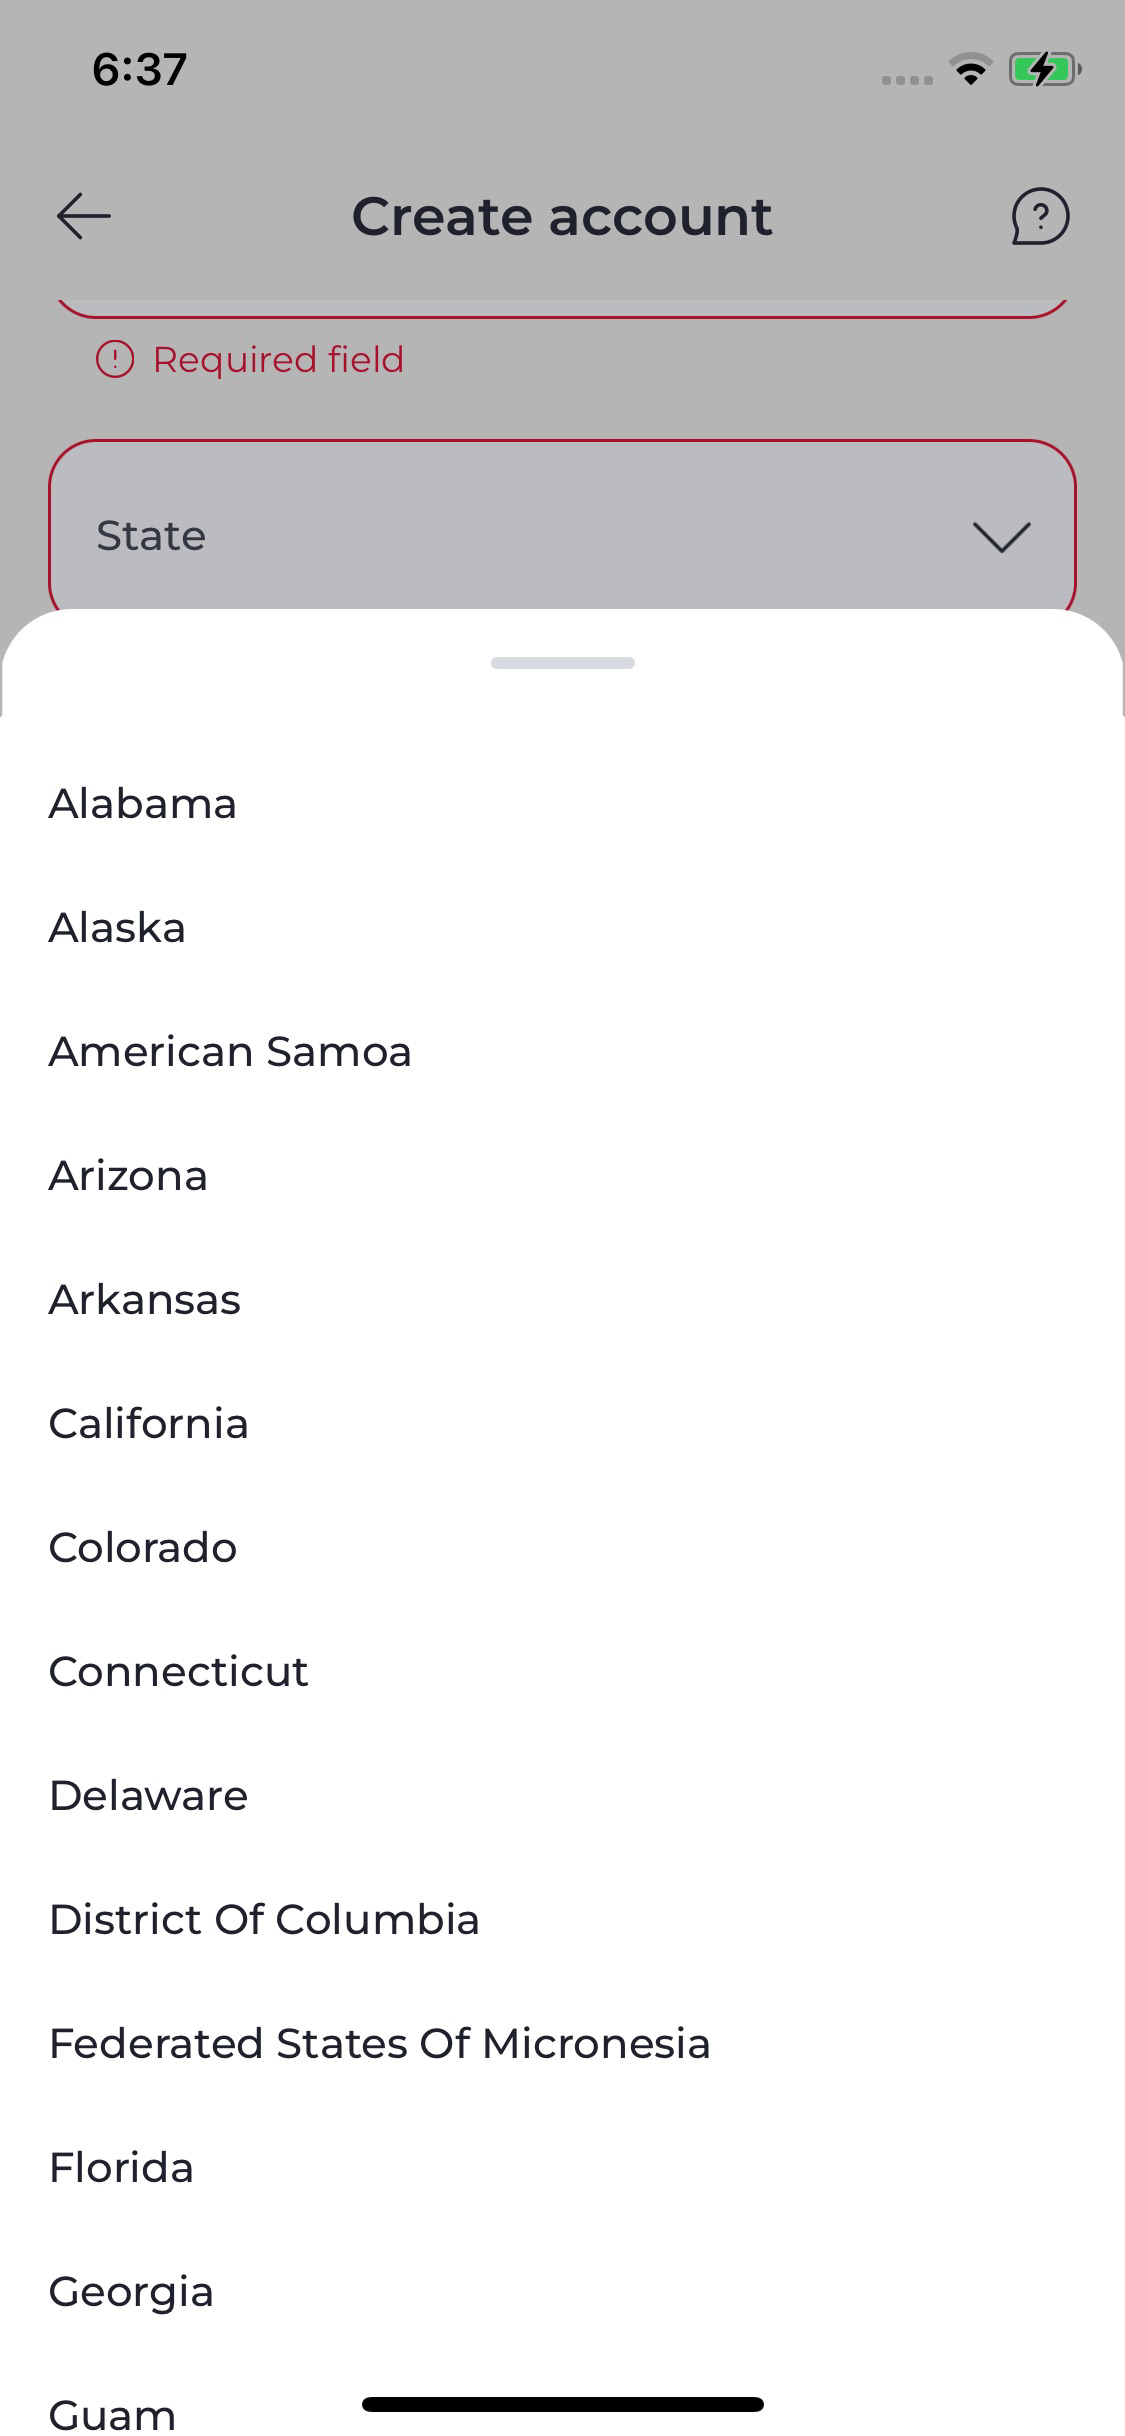 6:37
Create account
Required field
State
Alabama
Alaska
American Samoa
Arizona
Arkansas
California
Colorado
Connecticut
Delaware
District Of Columbia
Federated States Of Micronesia
Florida
Georgia
Guam